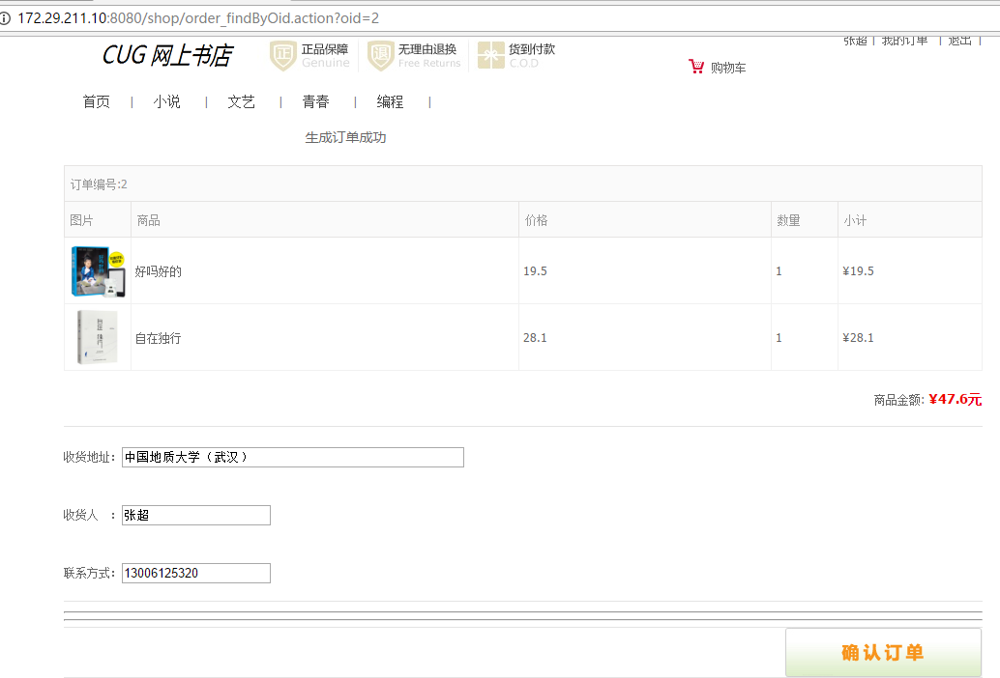 172.29.211.10:8080/shop/order_findByOid.action?oid=2
张超 | 我的订单 | 退出 |
CUG 网上书店
正 正品保障 Genuine
退 无理由退换 Free Returns
货到付款 C.O.D
购物车
首页 | 小说 | 文艺 | 青春 | 编程 |
生成订单成功
订单编号:2
图片 商品 价格 数量 小计
好吗好的 19.5 1 ¥19.5
自在独行 28.1 1 ¥28.1
商品金额: ¥47.6元
收货地址: 中国地质大学（武汉）
收货人 : 张超
联系方式: 13006125320
确认订单